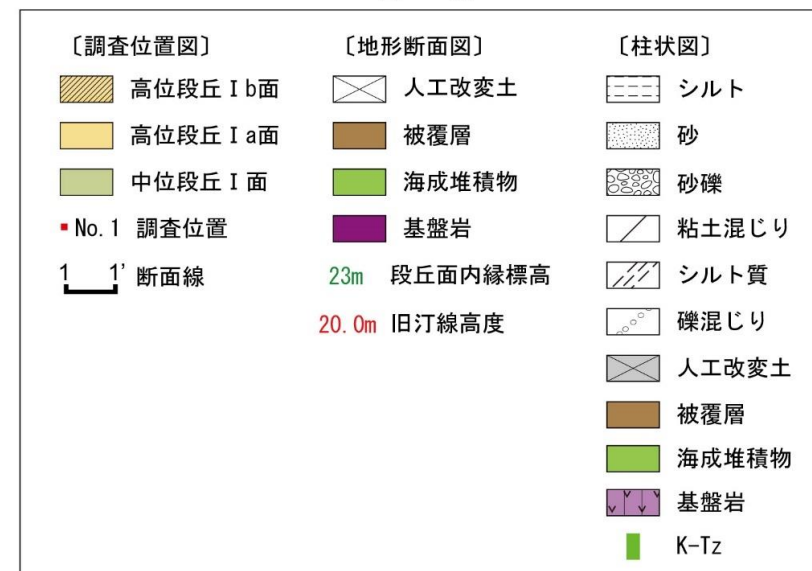 〔調査位置図〕
高位段丘Ⅰb面
高位段丘Ⅰa面
中位段丘Ⅰ面
No. 1 調査位置
1 1' 断面線
〔地形断面図〕
人工改変土
被覆層
海成堆積物
基盤岩
23m 段丘面内縁標高
20.0m 旧汀線高度
〔柱状図〕
シルト
砂
砂礫
粘土混じり
シルト質
礫混じり
人工改変土
被覆層
海成堆積物
基盤岩
K-Tz